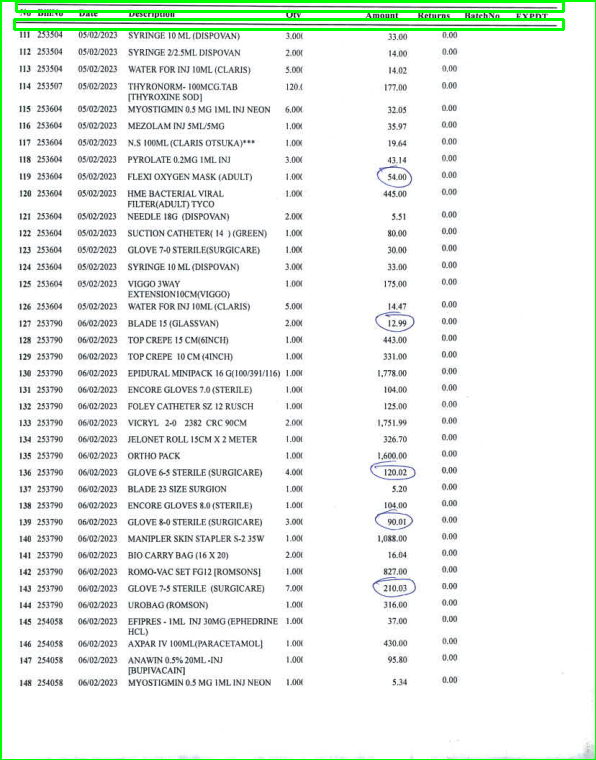 No BillNo Date Description Qty Amount Returns BatchNo EXPDT
111 253504 05/02/2023 SYRINGE 10 ML (DISPOVAN) 3.00( 33.00 0.00
112 253504 05/02/2023 SYRINGE 2/2.5ML DISPOVAN 2.00( 14.00 0.00
113 253504 05/02/2023 WATER FOR INJ 10ML (CLARIS) 5.00( 14.02 0.00
114 253507 05/02/2023 THYRONORM- 100MCG.TAB 120.( 177.00 0.00
[THYROXINE SOD]
115 253604 05/02/2023 MYOSTIGMIN 0.5 MG 1ML INJ NEON 6.00( 32.05 0.00
116 253604 05/02/2023 MEZOLAM INJ 5ML/5MG 1.00( 35.97 0.00
117 253604 05/02/2023 N.S 100ML (CLARIS OTSUKA)*** 1.00( 19.64 0.00
118 253604 05/02/2023 PYROLATE 0.2MG 1ML INJ 3.00( 43.14 0.00
119 253604 05/02/2023 FLEXI OXYGEN MASK (ADULT) 1.00( 54.00 0.00
120 253604 05/02/2023 HME BACTERIAL VIRAL 1.00( 445.00 0.00
FILTER(ADULT) TYCO
121 253604 05/02/2023 NEEDLE 18G (DISPOVAN) 2.00( 5.51 0.00
122 253604 05/02/2023 SUCTION CATHETER( 14 ) (GREEN) 1.00( 80.00 0.00
123 253604 05/02/2023 GLOVE 7-0 STERILE(SURGICARE) 1.00( 30.00 0.00
124 253604 05/02/2023 SYRINGE 10 ML (DISPOVAN) 3.00( 33.00 0.00
125 253604 05/02/2023 VIGGO 3WAY 1.00( 175.00 0.00
EXTENSION10CM(VIGGO)
126 253604 05/02/2023 WATER FOR INJ 10ML (CLARIS) 5.00( 14.47 0.00
127 253790 06/02/2023 BLADE 15 (GLASSVAN) 2.00( 12.99 0.00
128 253790 06/02/2023 TOP CREPE 15 CM(6INCH) 1.00( 443.00 0.00
129 253790 06/02/2023 TOP CREPE 10 CM (4INCH) 1.00( 331.00 0.00
130 253790 06/02/2023 EPIDURAL MINIPACK 16 G(100/391/116) 1.00( 1,778.00 0.00
131 253790 06/02/2023 ENCORE GLOVES 7.0 (STERILE) 1.00( 104.00 0.00
132 253790 06/02/2023 FOLEY CATHETER SZ 12 RUSCH 1.00( 125.00 0.00
133 253790 06/02/2023 VICRYL 2-0 2382 CRC 90CM 2.00( 1,751.99 0.00
134 253790 06/02/2023 JELONET ROLL 15CM X 2 METER 1.00( 326.70 0.00
135 253790 06/02/2023 ORTHO PACK 1.00( 1,600.00 0.00
136 253790 06/02/2023 GLOVE 6-5 STERILE (SURGICARE) 4.00( 120.02 0.00
137 253790 06/02/2023 BLADE 23 SIZE SURGION 1.00( 5.20 0.00
138 253790 06/02/2023 ENCORE GLOVES 8.0 (STERILE) 1.00( 104.00 0.00
139 253790 06/02/2023 GLOVE 8-0 STERILE (SURGICARE) 3.00( 90.01 0.00
140 253790 06/02/2023 MANIPLER SKIN STAPLER S-2 35W 1.00( 1,088.00 0.00
141 253790 06/02/2023 BIO CARRY BAG (16 X 20) 2.00( 16.04 0.00
142 253790 06/02/2023 ROMO-VAC SET FG12 [ROMSONS] 1.00( 827.00 0.00
143 253790 06/02/2023 GLOVE 7-5 STERILE [SURGICARE) 7.00( 210.03 0.00
144 253790 06/02/2023 UROBAG (ROMSON) 1.00( 316.00 0.00
145 254058 06/02/2023 EFIPRES - 1ML INJ 30MG (EPHEDRINE 1.00( 37.00 0.00
HCL)
146 254058 06/02/2023 AXPAR IV 100ML(PARACETAMOL] 1.00( 430.00 0.00
147 254058 06/02/2023 ANAWIN 0.5% 20ML -INJ 1.00( 95.80 0.00
[BUPIVACAIN]
148 254058 06/02/2023 MYOSTIGMIN 0.5 MG 1ML INJ NEON 1.00( 5.34 0.00